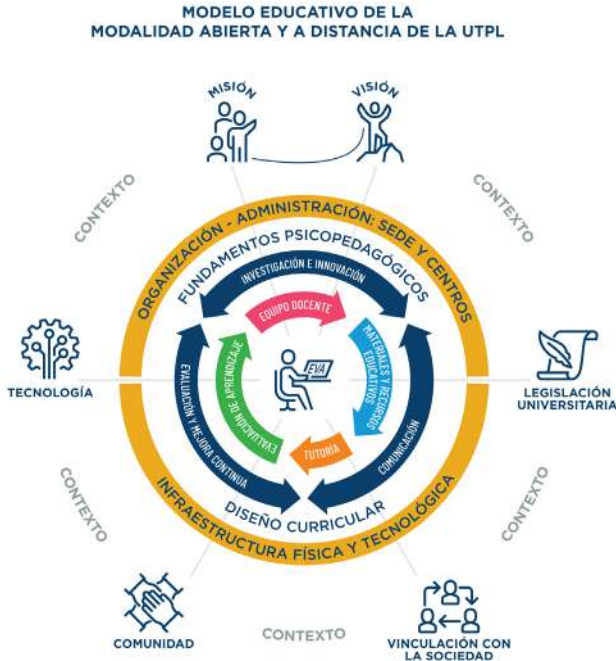 MODELO EDUCATIVO DE LA
MODALIDAD ABIERTA Y A DISTANCIA DE LA UTPL
MISIÓN
VISIÓN
CONTEXTO
CONTEXTO
ORGANIZACIÓN - ADMINISTRACIÓN: SEDE Y CENTROS
FUNDAMENTOS PSICOPEDAGÓGICOS
INVESTIGACIÓN E INNOVACIÓN
EQUIPO DOCENTE
MATERIALES Y RECURSOS
EDUCATIVOS
EVALUACIÓN DE APRENDIZAJE
EVA
TECNOLOGÍA
LEGISLACIÓN
UNIVERSITARIA
EVALUACIÓN Y MEJORA CONTINUA
COMUNICACIÓN
TUTORÍA
DISEÑO CURRICULAR
INFRAESTRUCTURA FÍSICA Y TECNOLÓGICA
CONTEXTO
CONTEXTO
COMUNIDAD
CONTEXTO
VINCULACIÓN CON
LA SOCIEDAD